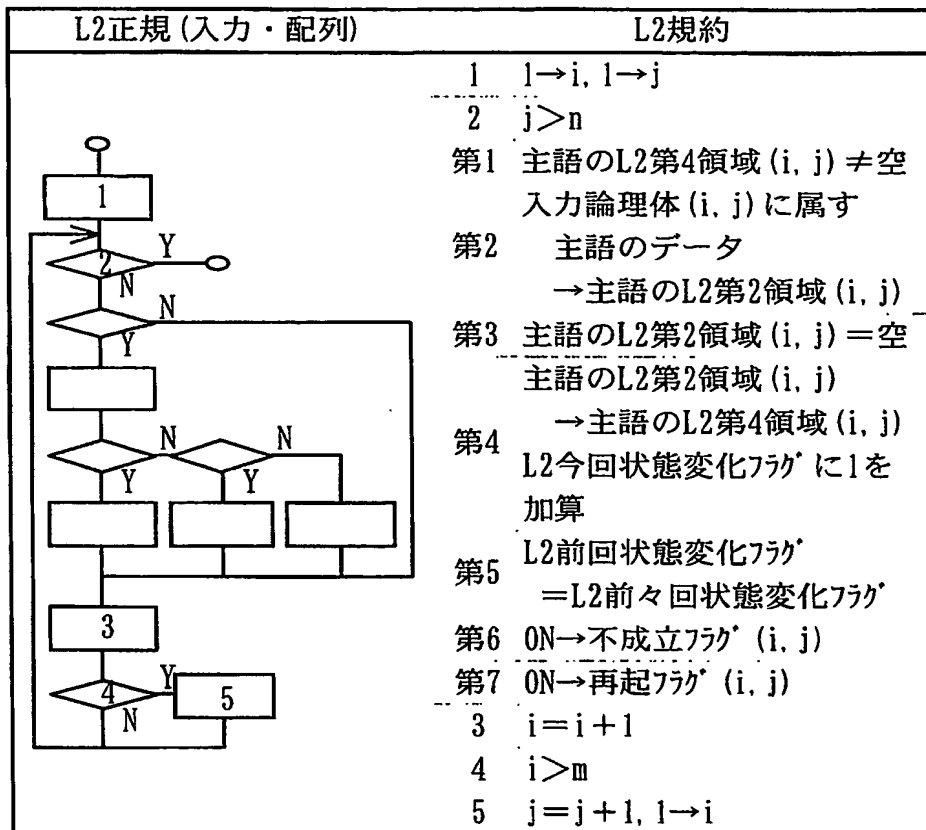 L2正規(入力・配列)
L2規約
1
2
Y
N
N
Y
N
N
Y
Y
3
4
Y
N
5
1 1→i, 1→j
2 j>n
第1 主語のL2第4領域(i, j)≠空
入力論理体(i, j)に属す
第2 主語のデータ
→主語のL2第2領域(i, j)
第3 主語のL2第2領域(i, j)=空
主語のL2第2領域(i, j)
第4 →主語のL2第4領域(i, j)
L2今回状態変化フラグに1を
加算
第5 L2前回状態変化フラグ
=L2前々回状態変化フラグ
第6 ON→不成立フラグ(i, j)
第7 ON→再起フラグ(i, j)
3 i=i+1
4 i>m
5 j=j+1, 1→i